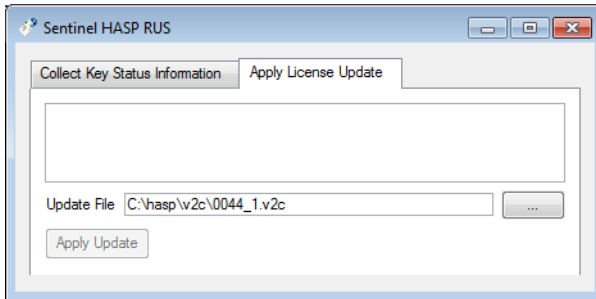 Sentinel HASP RUS
Collect Key Status Information
Apply License Update
Update File C:\hasp\v2c\0044_1.v2c
...
Apply Update